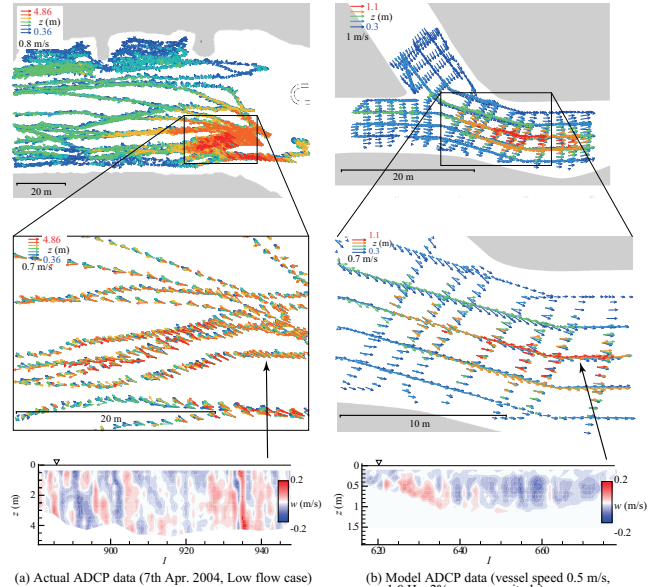 4.86
z (m)
0.36
0.8 m/s
20 m
1.1
z (m)
0.3
1 m/s
20 m
4.86
z (m)
0.36
0.7 m/s
20 m
1.1
z (m)
0.3
0.7 m/s
10 m
0
1
2
3
4
z (m)
0.2
w (m/s)
-0.2
900
920
940
I
0
0.5
1
1.5
z (m)
0.2
w (m/s)
-0.2
620
640
660
I
(a) Actual ADCP data (7th Apr. 2004, Low flow case)
(b) Model ADCP data (vessel speed 0.5 m/s,